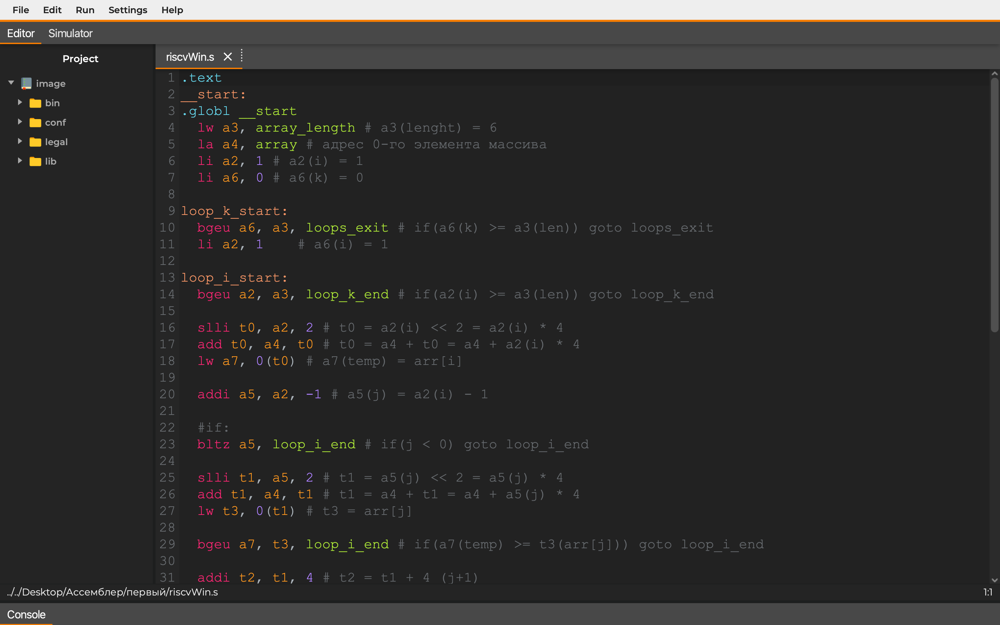 File Edit Run Settings Help
Editor Simulator
Project
image
bin
conf
legal
lib
riscvWin.s
1 .text
2 __start:
3 .globl __start
4 lw a3, array_length # a3(lenght) = 6
5 la a4, array # адрес 0-го элемента массива
6 li a2, 1 # a2(i) = 1
7 li a6, 0 # a6(k) = 0
8
9 loop_k_start:
10 bgeu a6, a3, loops_exit # if(a6(k) >= a3(len)) goto loops_exit
11 li a2, 1 # a6(i) = 1
12
13 loop_i_start:
14 bgeu a2, a3, loop_k_end # if(a2(i) >= a3(len)) goto loop_k_end
15
16 slli t0, a2, 2 # t0 = a2(i) << 2 = a2(i) * 4
17 add t0, a4, t0 # t0 = a4 + t0 = a4 + a2(i) * 4
18 lw a7, 0(t0) # a7(temp) = arr[i]
19
20 addi a5, a2, -1 # a5(j) = a2(i) - 1
21
22 #if:
23 bltz a5, loop_i_end # if(j < 0) goto loop_i_end
24
25 slli t1, a5, 2 # t1 = a5(j) << 2 = a5(j) * 4
26 add t1, a4, t1 # t1 = a4 + t1 = a4 + a5(j) * 4
27 lw t3, 0(t1) # t3 = arr[j]
28
29 bgeu a7, t3, loop_i_end # if(a7(temp) >= t3(arr[j])) goto loop_i_end
30
31 addi t2, t1, 4 # t2 = t1 + 4 (j+1)
../../Desktop/Ассемблер/первый/riscvWin.s 1:1
Console